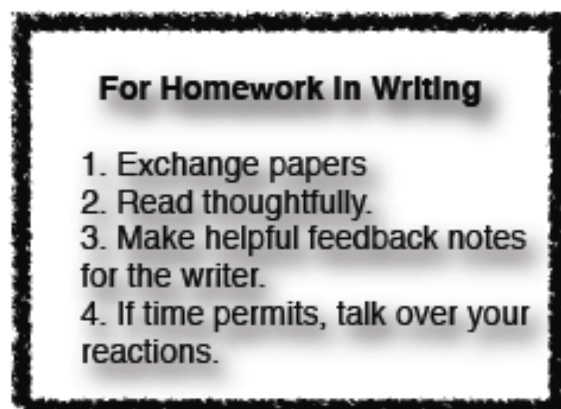 For Homework in Writing
1. Exchange papers
2. Read thoughtfully.
3. Make helpful feedback notes
for the writer.
4. If time permits, talk over your
reactions.